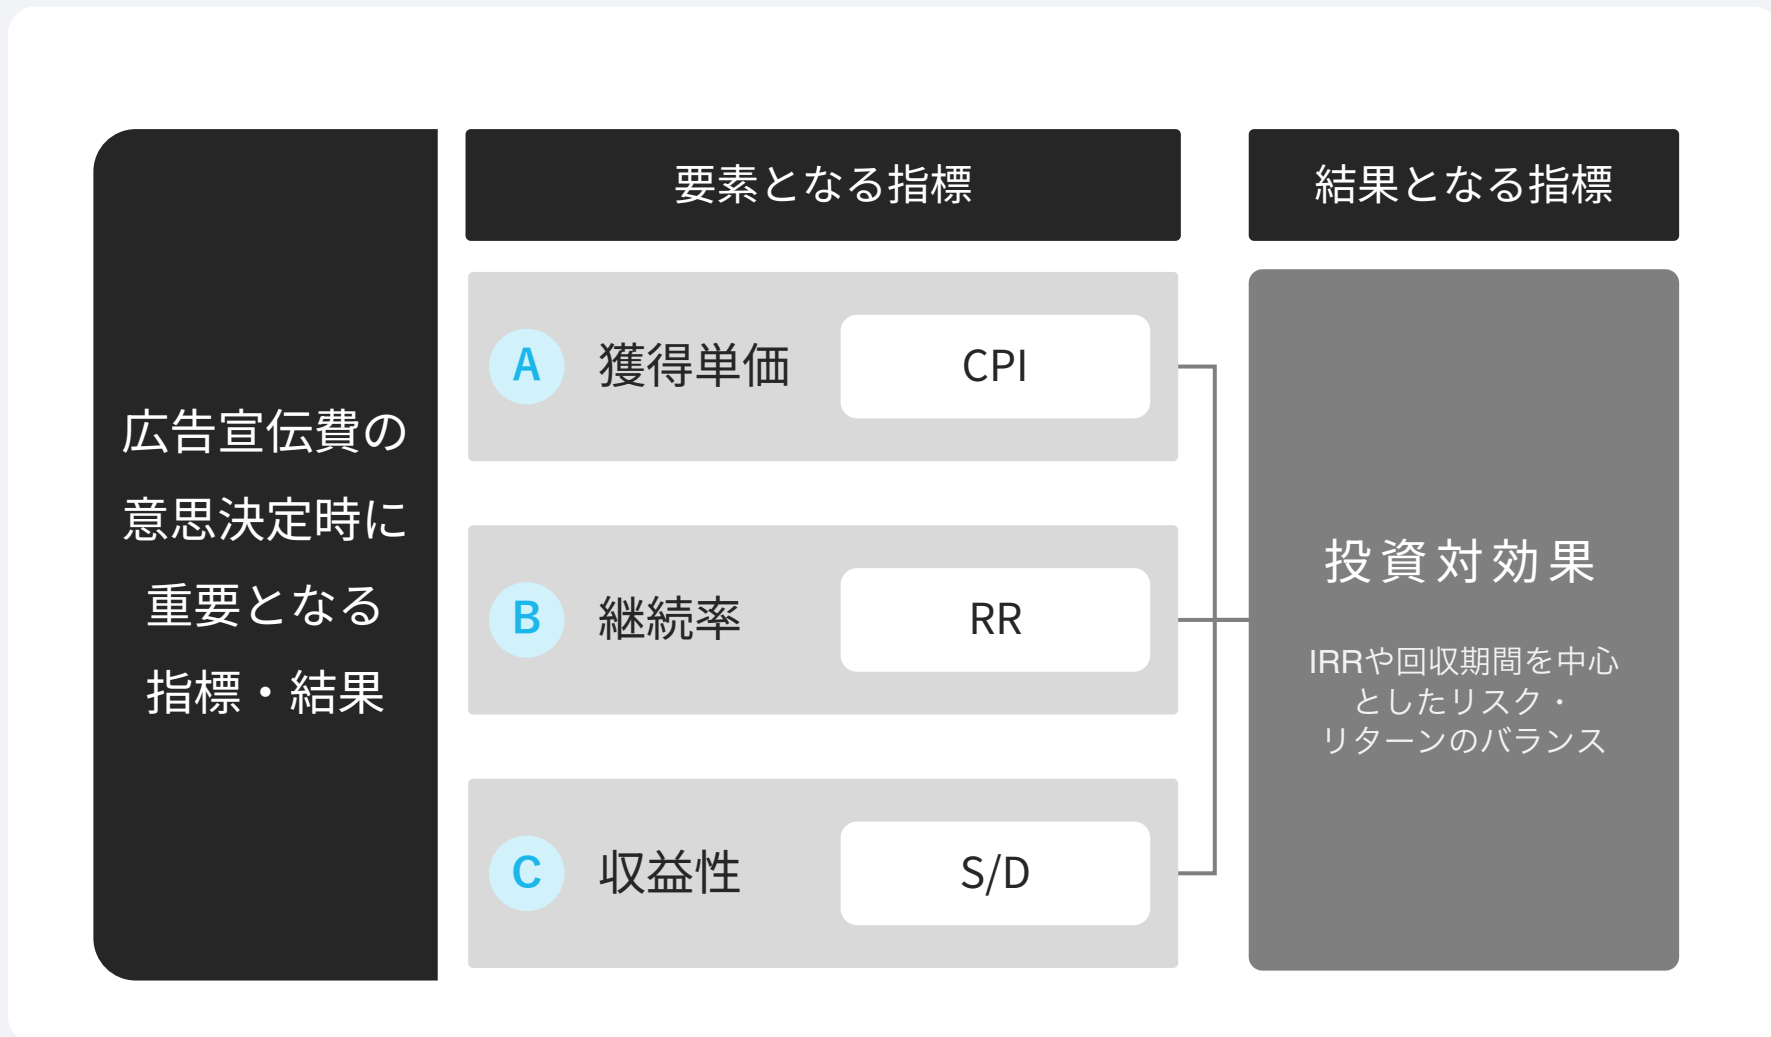 広告宣伝費の
意思決定時に
重要となる
指標・結果
要素となる指標
A 獲得単価 CPI
B 継続率 RR
C 収益性 S/D
結果となる指標
投資対効果
IRRや回収期間を中心
としたリスク・
リターンのバランス